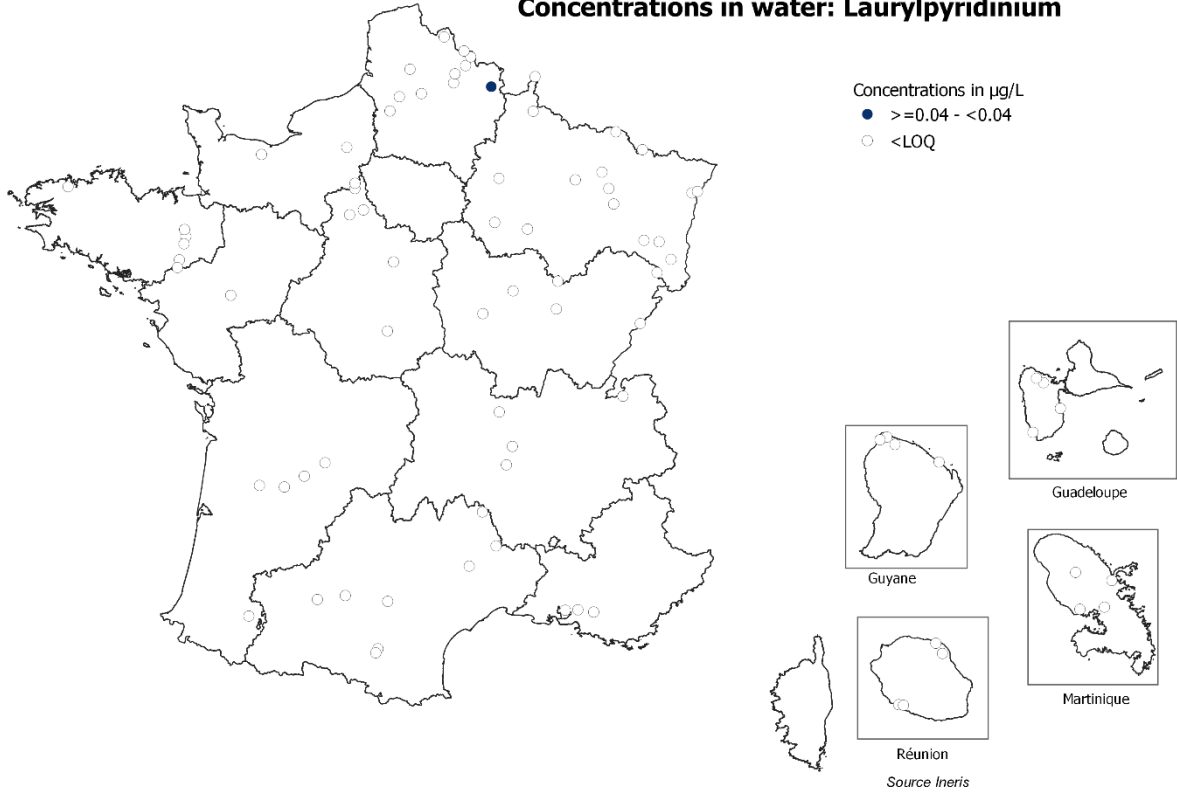 Concentrations in water: Laurylpyridinium
Concentrations in µg/L
>=0.04 - <0.04
<LOQ
Guadeloupe
Guyane
Martinique
Réunion
Source Ineris